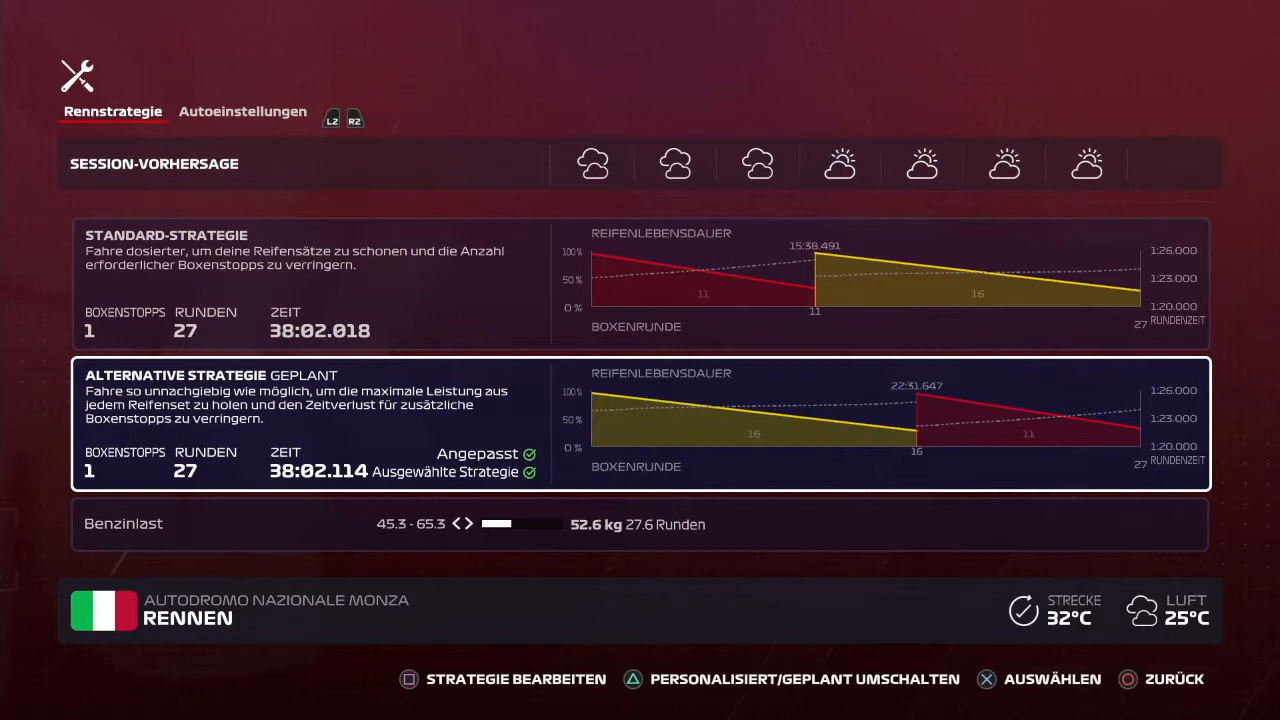 Rennstrategie Autoeinstellungen L2 R2
SESSION-VORHERSAGE
STANDARD-STRATEGIE
Fahre dosierter, um deine Reifensätze zu schonen und die Anzahl
erforderlicher Boxenstopps zu verringern.
BOXENSTOPPS RUNDEN ZEIT
1 27 38:02.018
REIFENLEBENSDAUER
15:38.491
100 % 1:26.000
50 % 1:23.000
11 16
0 % 1:20.000
11
BOXENRUNDE 27 RUNDENZEIT
ALTERNATIVE STRATEGIE GEPLANT
Fahre so unnachgiebig wie möglich, um die maximale Leistung aus
jedem Reifenset zu holen und den Zeitverlust für zusätzliche
Boxenstopps zu verringern.
BOXENSTOPPS RUNDEN ZEIT Angepasst
1 27 38:02.114 Ausgewählte Strategie
REIFENLEBENSDAUER
22:31.647
100 % 1:26.000
50 % 1:23.000
16 11
0 % 1:20.000
16
BOXENRUNDE 27 RUNDENZEIT
Benzinlast 45.3 - 65.3 52.6 kg 27.6 Runden
AUTODROMO NAZIONALE MONZA
RENNEN
STRECKE
32°C
LUFT
25°C
STRATEGIE BEARBEITEN PERSONALISIERT/GEPLANT UMSCHALTEN AUSWÄHLEN ZURÜCK